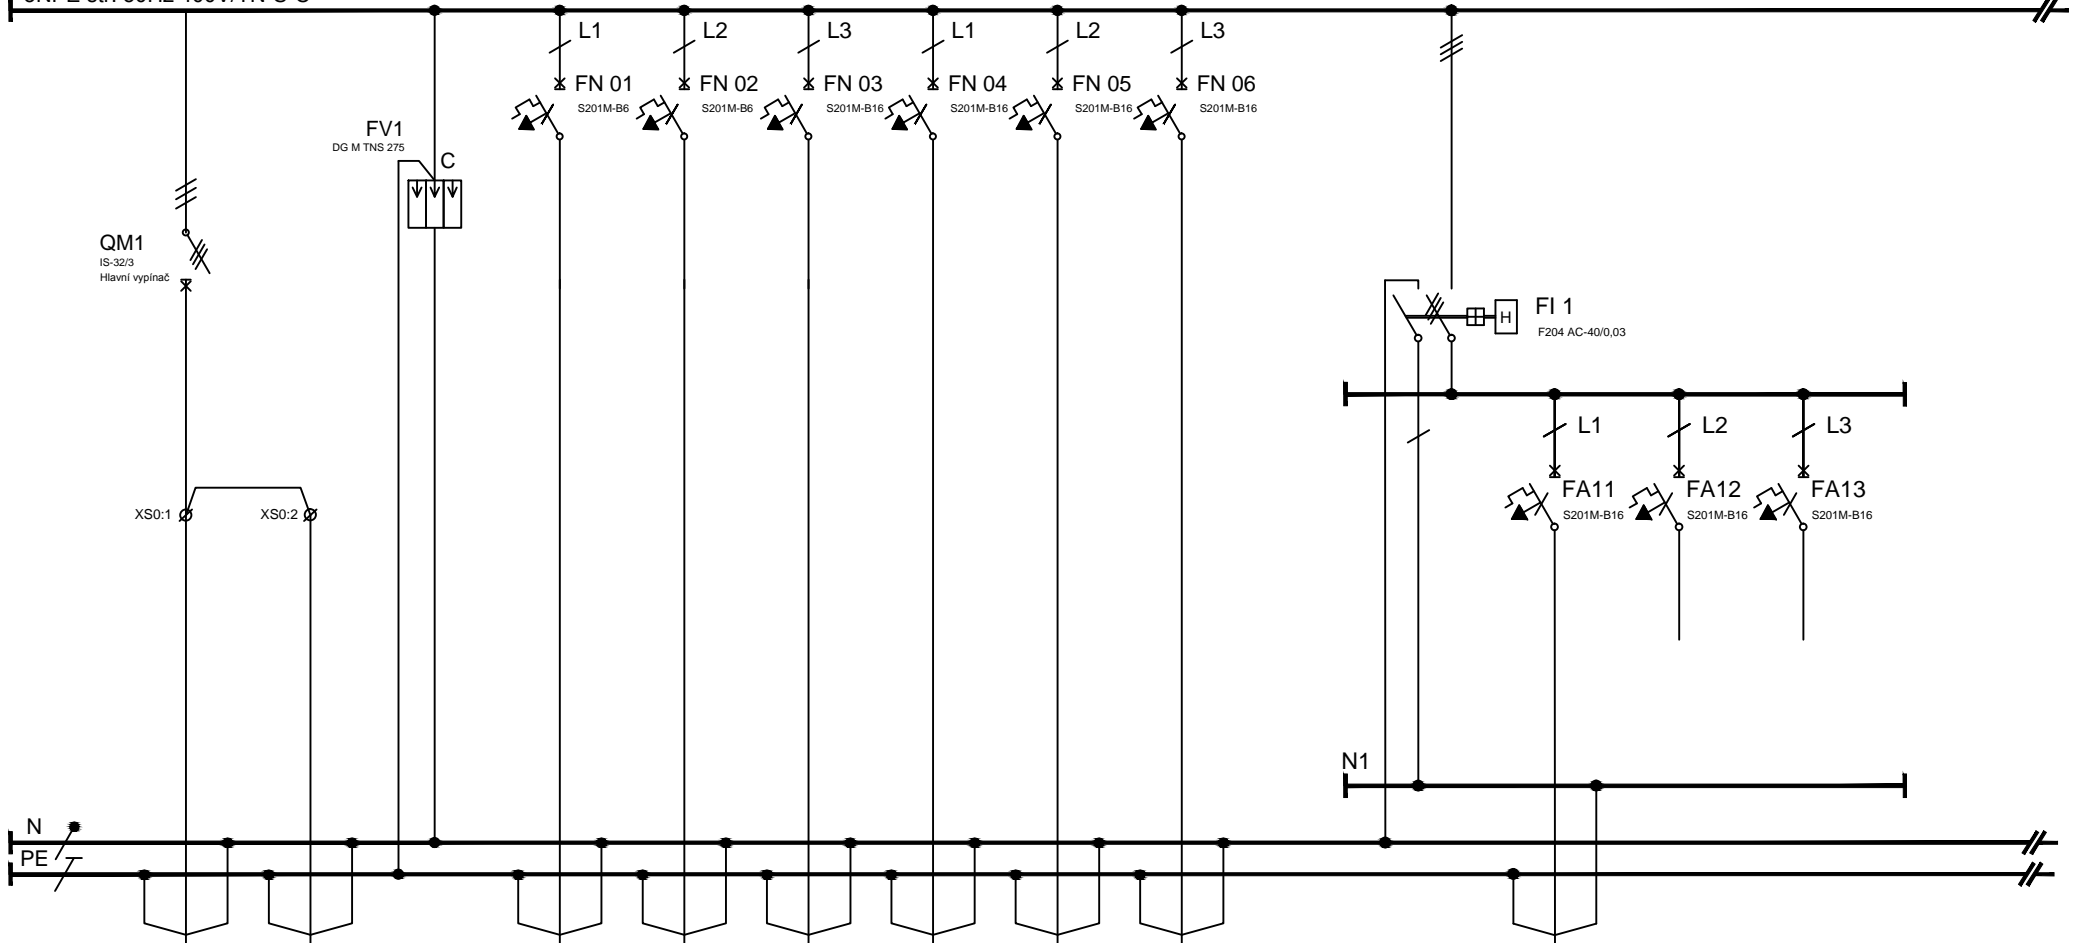 L1
L2
L3
L1
L2
L3
FN 01
S201M-B6
FN 02
S201M-B6
FN 03
S201M-B16
FN 04
S201M-B16
FN 05
S201M-B16
FN 06
S201M-B16
FV1
DG M TNS 275
C
QM1
IS-32/3
Hlavní vypínač
FI 1
F204 AC-40/0,03
H
L1
L2
L3
FA11
S201M-B16
FA12
S201M-B16
FA13
S201M-B16
XS0:1
XS0:2
N1
N
PE